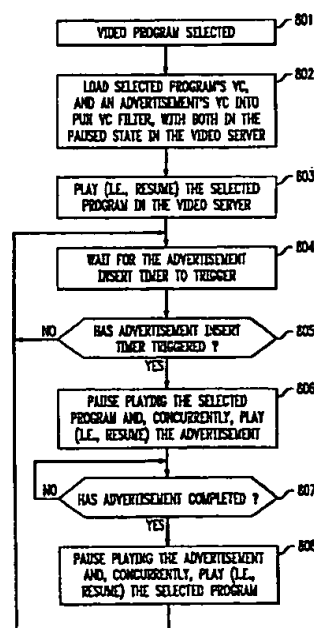 801
VIDEO PROGRAM SELECTED
802
LOAD SELECTED PROGRAM'S VC,
AND AN ADVERTISEMENT'S VC INTO
PUX VC FILTER, WITH BOTH IN THE
PAUSED STATE IN THE VIDEO SERVER
803
PLAY (I.E., RESUME) THE SELECTED
PROGRAM IN THE VIDEO SERVER
804
WAIT FOR THE ADVERTISEMENT
INSERT TIMER TO TRIGGER
805
NO
HAS ADVERTISEMENT INSERT
TIMER TRIGGERED ?
YES
806
PAUSE PLAYING THE SELECTED
PROGRAM AND, CONCURRENTLY, PLAY
(I.E., RESUME) THE ADVERTISEMENT
807
NO
HAS ADVERTISEMENT COMPLETED ?
YES
808
PAUSE PLAYING THE ADVERTISEMENT
AND, CONCURRENTLY, PLAY (I.E.,
RESUME) THE SELECTED PROGRAM